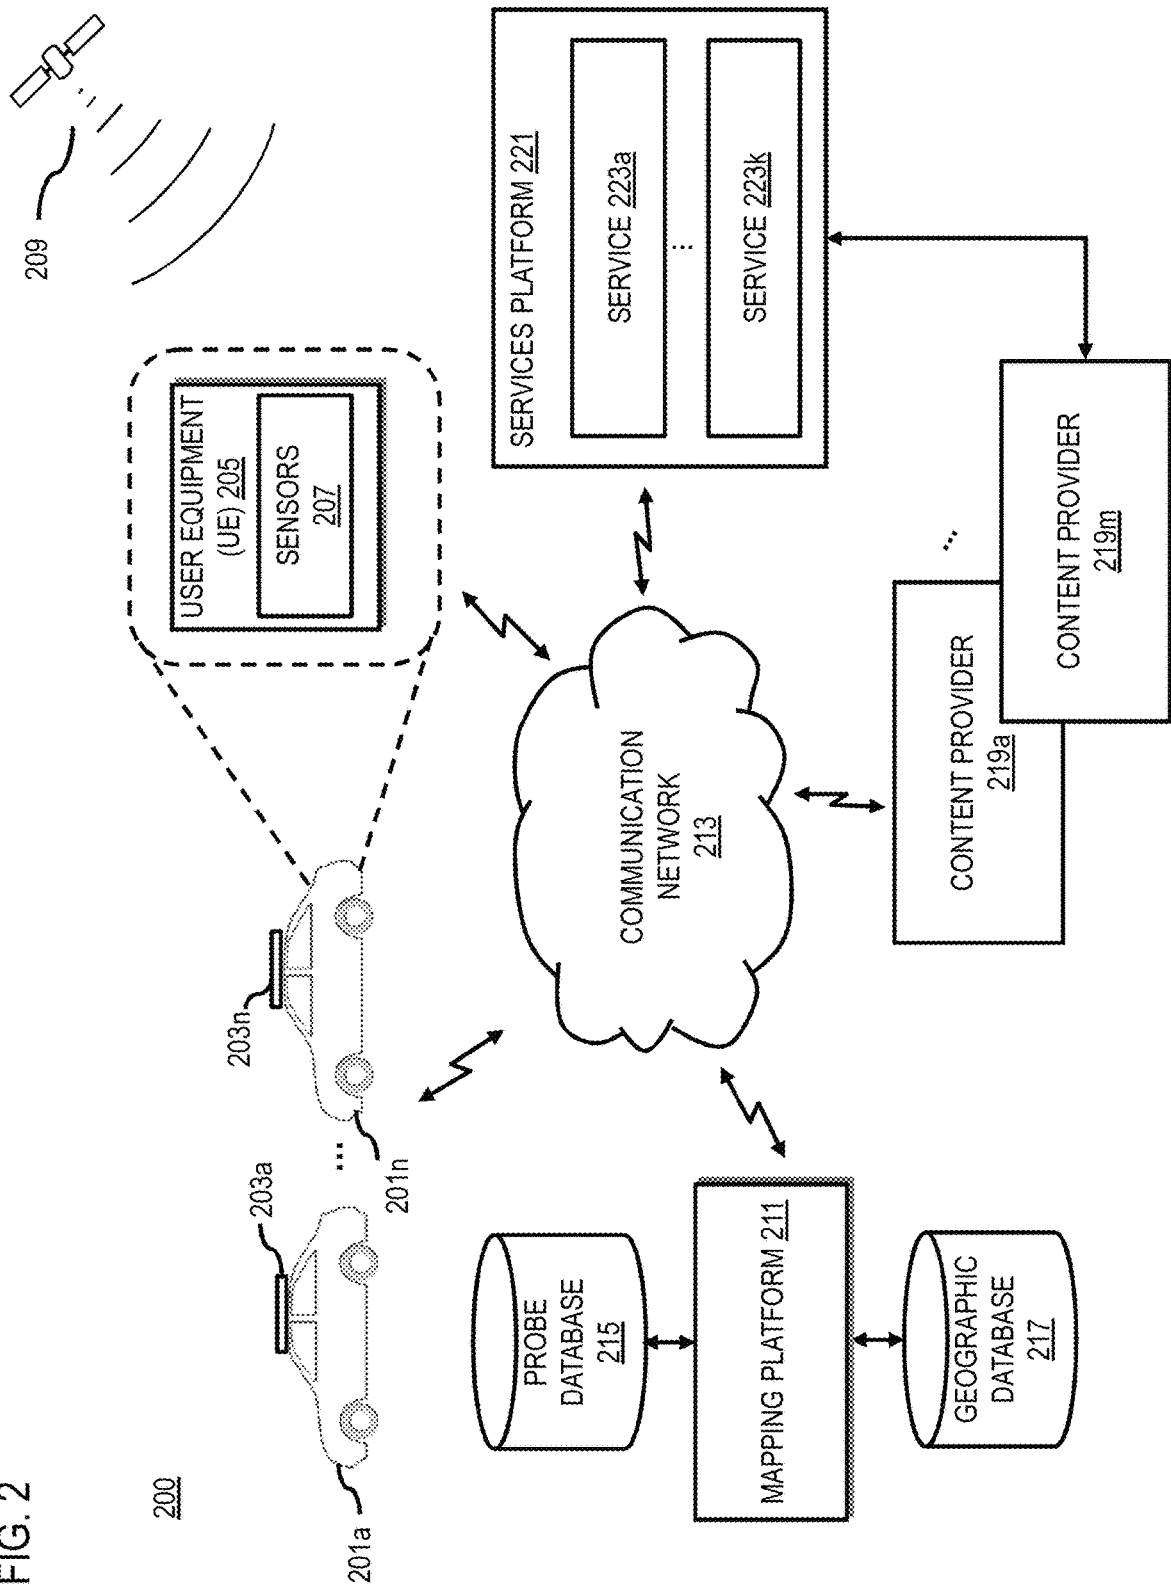 FIG. 2
200
209
201a
203a
...
201n
203n
USER EQUIPMENT
(UE) 205
SENSORS
207
PROBE
DATABASE
215
MAPPING PLATFORM 211
GEOGRAPHIC
DATABASE
217
COMMUNICATION
NETWORK
213
SERVICES PLATFORM 221
SERVICE 223a
...
SERVICE 223k
CONTENT PROVIDER
219a
...
CONTENT PROVIDER
219m